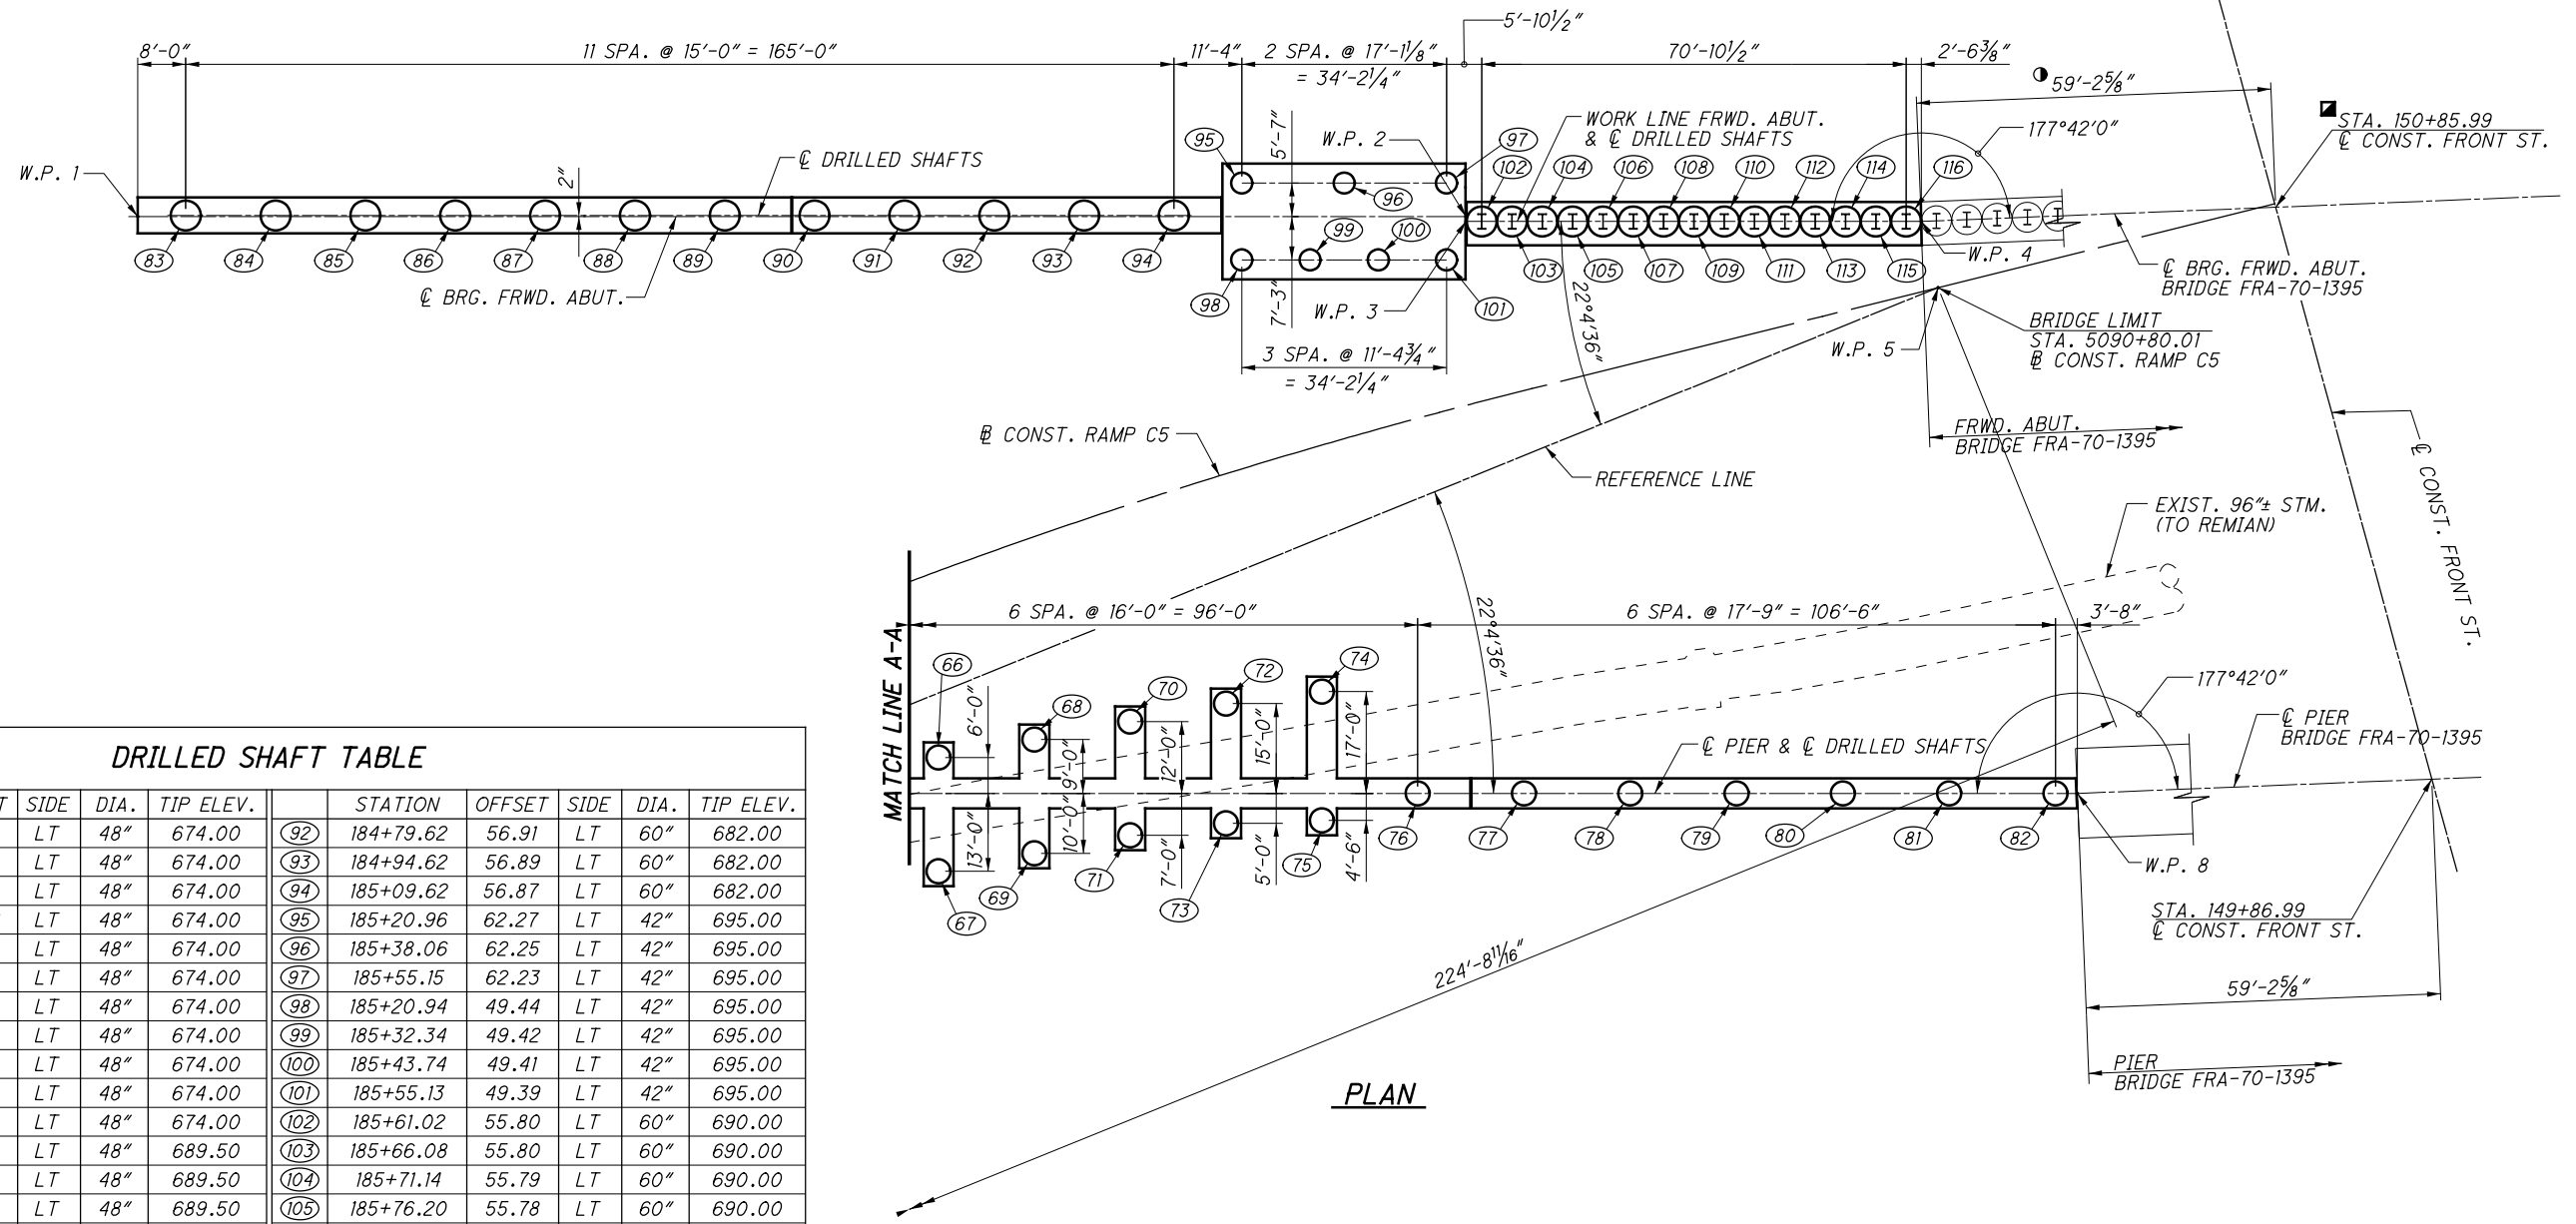 5'-10½"
8'-0"
11 SPA. @ 15'-0" = 165'-0"
11'-4"
2 SPA. @ 17'-1⅛"
= 34'-2¼"
70'-10½"
2'-6⅜"
59'-2⅝"
STA. 150+85.99
℄ CONST. FRONT ST.
177°42'0"
WORK LINE FRWD. ABUT.
& ℄ DRILLED SHAFTS
W.P. 1
2"
℄ DRILLED SHAFTS
95
5'-7"
W.P. 2
97
96
102
104
106
108
110
112
114
116
83
84
85
86
87
88
89
90
91
92
93
94
99
100
103
105
107
109
111
113
115
W.P. 4
℄ BRG. FRWD. ABUT.
98
7'-3"
W.P. 3
101
22°4'36"
℄ BRG. FRWD. ABUT.
BRIDGE FRA-70-1395
3 SPA. @ 11'-4¾"
= 34'-2¼"
W.P. 5
BRIDGE LIMIT
STA. 5090+80.01
B CONST. RAMP C5
FRWD. ABUT.
BRIDGE FRA-70-1395
B CONST. RAMP C5
REFERENCE LINE
℄ CONST. FRONT ST.
EXIST. 96"± STM.
(TO REMIAN)
MATCH LINE A-A
6 SPA. @ 16'-0" = 96'-0"
22°4'36"
6 SPA. @ 17'-9" = 106'-6"
3'-8"
177°42'0"
66
6'-0"
68
9'-0"
70
12'-0"
72
15'-0"
74
17'-0"
℄ PIER & ℄ DRILLED SHAFTS
℄ PIER
BRIDGE FRA-70-1395
67
13'-0"
69
10'-0"
71
7'-0"
73
5'-0"
75
4'-6"
76
77
78
79
80
81
82
W.P. 8
STA. 149+86.99
℄ CONST. FRONT ST.
224'-8 11/16"
59'-2⅝"
PIER
BRIDGE FRA-70-1395
PLAN
DRILLED SHAFT TABLE
T SIDE DIA. TIP ELEV. STATION OFFSET SIDE DIA. TIP ELEV.
LT 48" 674.00 92 184+79.62 56.91 LT 60" 682.00
LT 48" 674.00 93 184+94.62 56.89 LT 60" 682.00
LT 48" 674.00 94 185+09.62 56.87 LT 60" 682.00
LT 48" 674.00 95 185+20.96 62.27 LT 42" 695.00
LT 48" 674.00 96 185+38.06 62.25 LT 42" 695.00
LT 48" 674.00 97 185+55.15 62.23 LT 42" 695.00
LT 48" 674.00 98 185+20.94 49.44 LT 42" 695.00
LT 48" 674.00 99 185+32.34 49.42 LT 42" 695.00
LT 48" 674.00 100 185+43.74 49.41 LT 42" 695.00
LT 48" 674.00 101 185+55.13 49.39 LT 42" 695.00
LT 48" 674.00 102 185+61.02 55.80 LT 60" 690.00
LT 48" 689.50 103 185+66.08 55.80 LT 60" 690.00
LT 48" 689.50 104 185+71.14 55.79 LT 60" 690.00
LT 48" 689.50 105 185+76.20 55.78 LT 60" 690.00